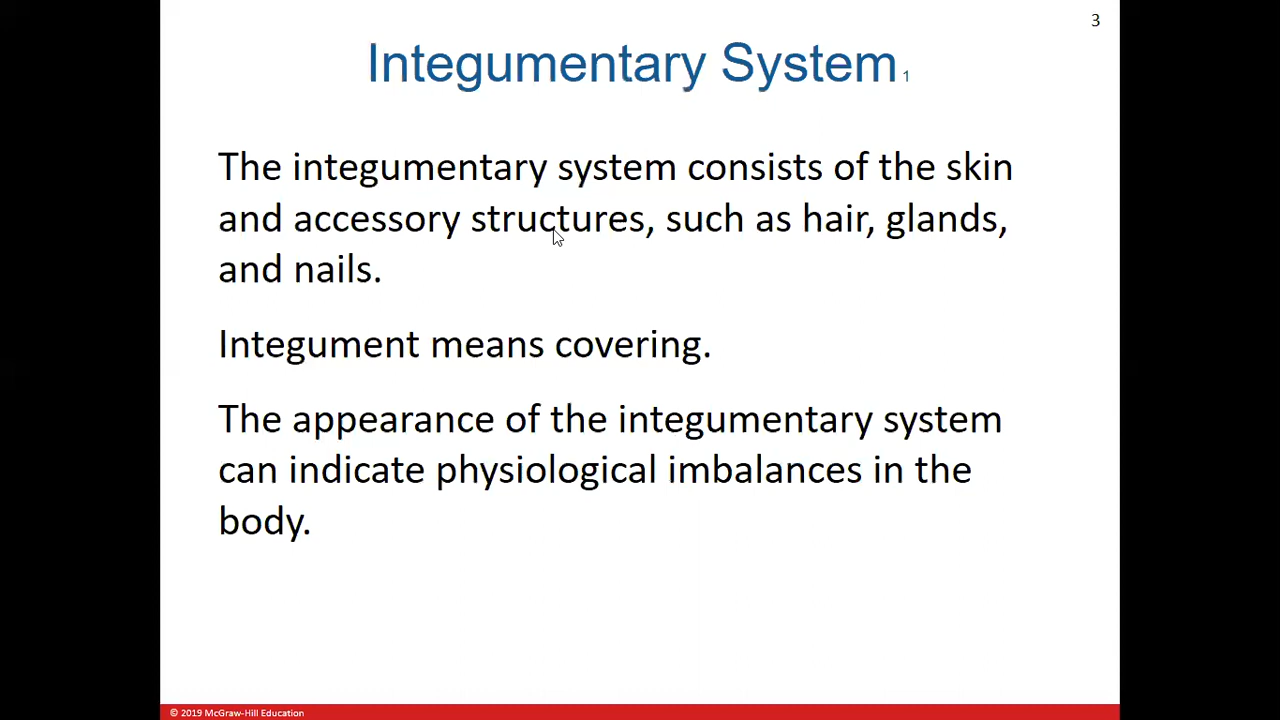 3
Integumentary System 1
The integumentary system consists of the skin
and accessory structures, such as hair, glands,
and nails.
Integument means covering.
The appearance of the integumentary system
can indicate physiological imbalances in the
body.
© 2019 McGraw-Hill Education